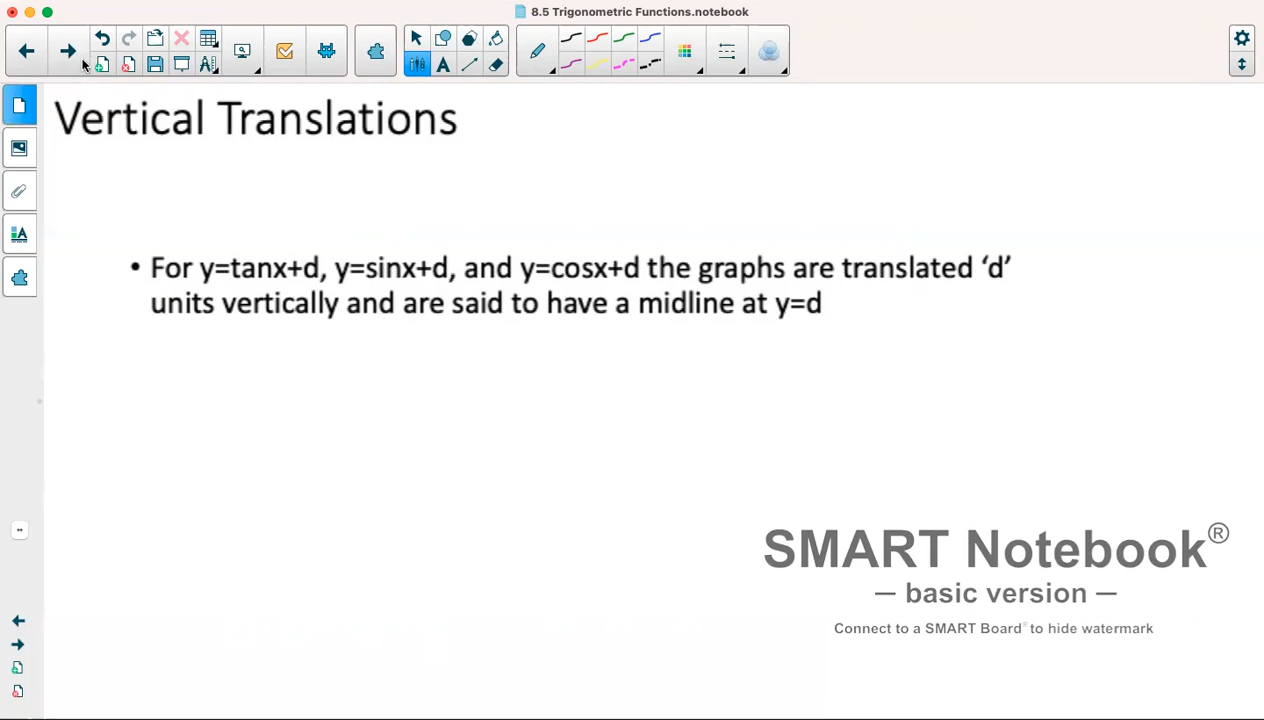 8.5 Trigonometric Functions.notebook
Vertical Translations
• For y=tanx+d, y=sinx+d, and y=cosx+d the graphs are translated ‘d’
units vertically and are said to have a midline at y=d
SMART Notebook®
— basic version —
Connect to a SMART Board® to hide watermark